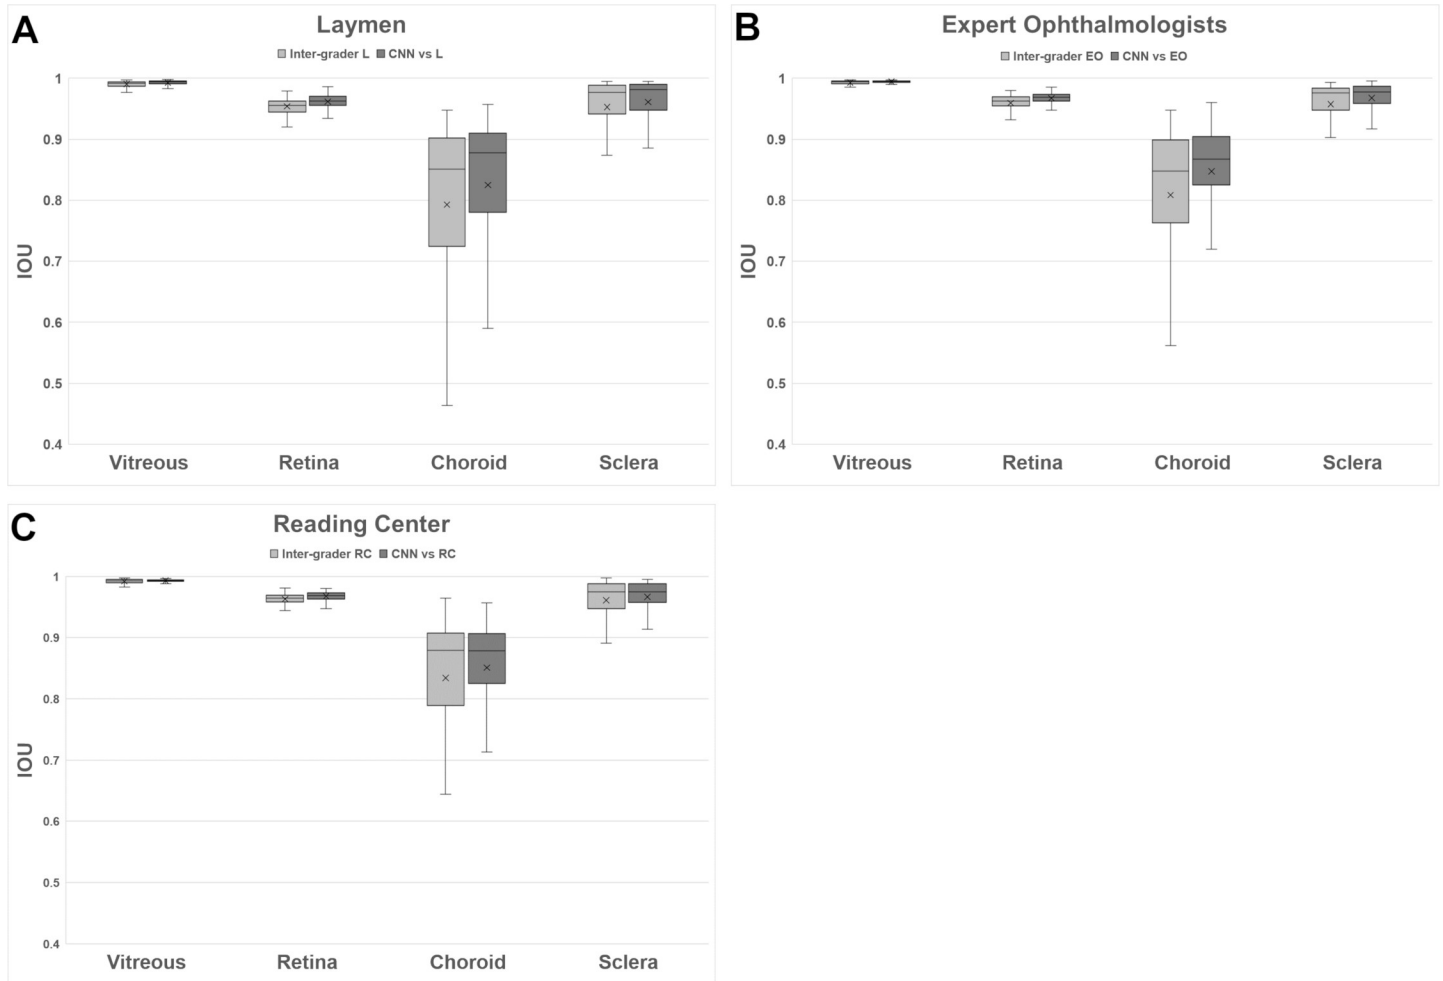 A
Laymen
Inter-grader L CNN vs L
IOU
1
0.9
0.8
0.7
0.6
0.5
0.4
Vitreous Retina Choroid Sclera
B
Expert Ophthalmologists
Inter-grader EO CNN vs EO
IOU
1
0.9
0.8
0.7
0.6
0.5
0.4
Vitreous Retina Choroid Sclera
C
Reading Center
Inter-grader RC CNN vs RC
IOU
1
0.9
0.8
0.7
0.6
0.5
0.4
Vitreous Retina Choroid Sclera